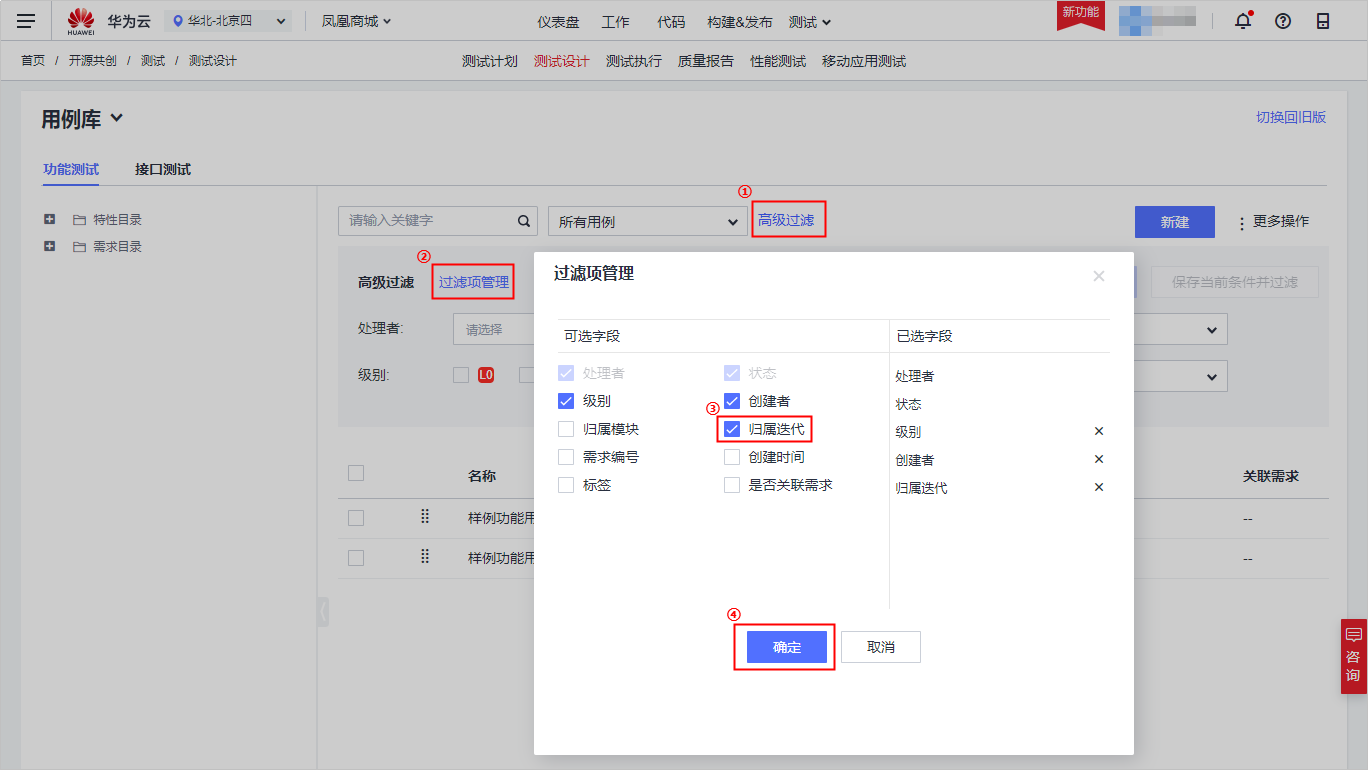 HUAWEI 华为云 华北-北京四 凤凰商城 仪表盘 工作 代码 构建&发布 测试 新功能
首页 / 开源共创 / 测试 / 测试设计 测试计划 测试设计 测试执行 质量报告 性能测试 移动应用测试
用例库 切换回旧版
功能测试 接口测试
①
特性目录 请输入关键字 所有用例 高级过滤 新建 更多操作
需求目录
②
高级过滤 过滤项管理 保存当前条件并过滤
处理者: 请选择
级别: L0
名称 关联需求
样例功能用 --
样例功能用 --
过滤项管理
可选字段 已选字段
处理者 状态 处理者
级别 创建者 状态
③
归属模块 归属迭代 级别
需求编号 创建时间 创建者
标签 是否关联需求 归属迭代
④
确定 取消
咨询